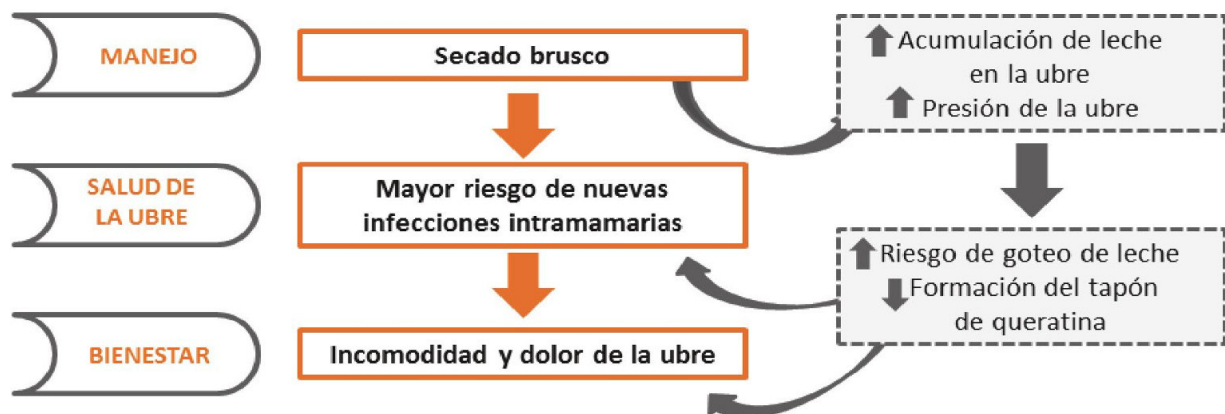 MANEJO
Secado brusco
Acumulación de leche
en la ubre
Presión de la ubre
SALUD DE
LA UBRE
Mayor riesgo de nuevas
infecciones intramamarias
Riesgo de goteo de leche
Formación del tapón
de queratina
BIENESTAR
Incomodidad y dolor de la ubre